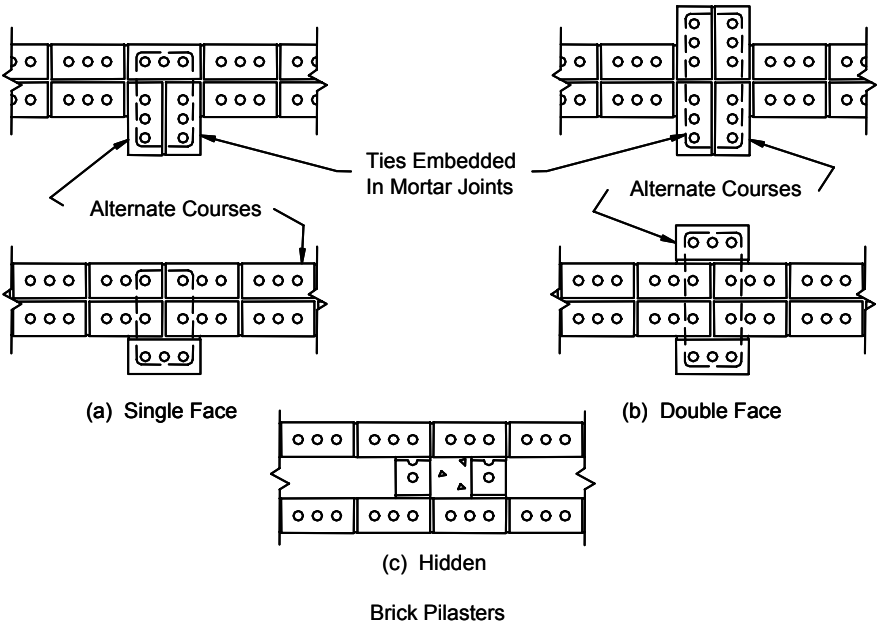 Ties Embedded
In Mortar Joints
Alternate Courses
Alternate Courses
(a) Single Face
(b) Double Face
(c) Hidden
Brick Pilasters